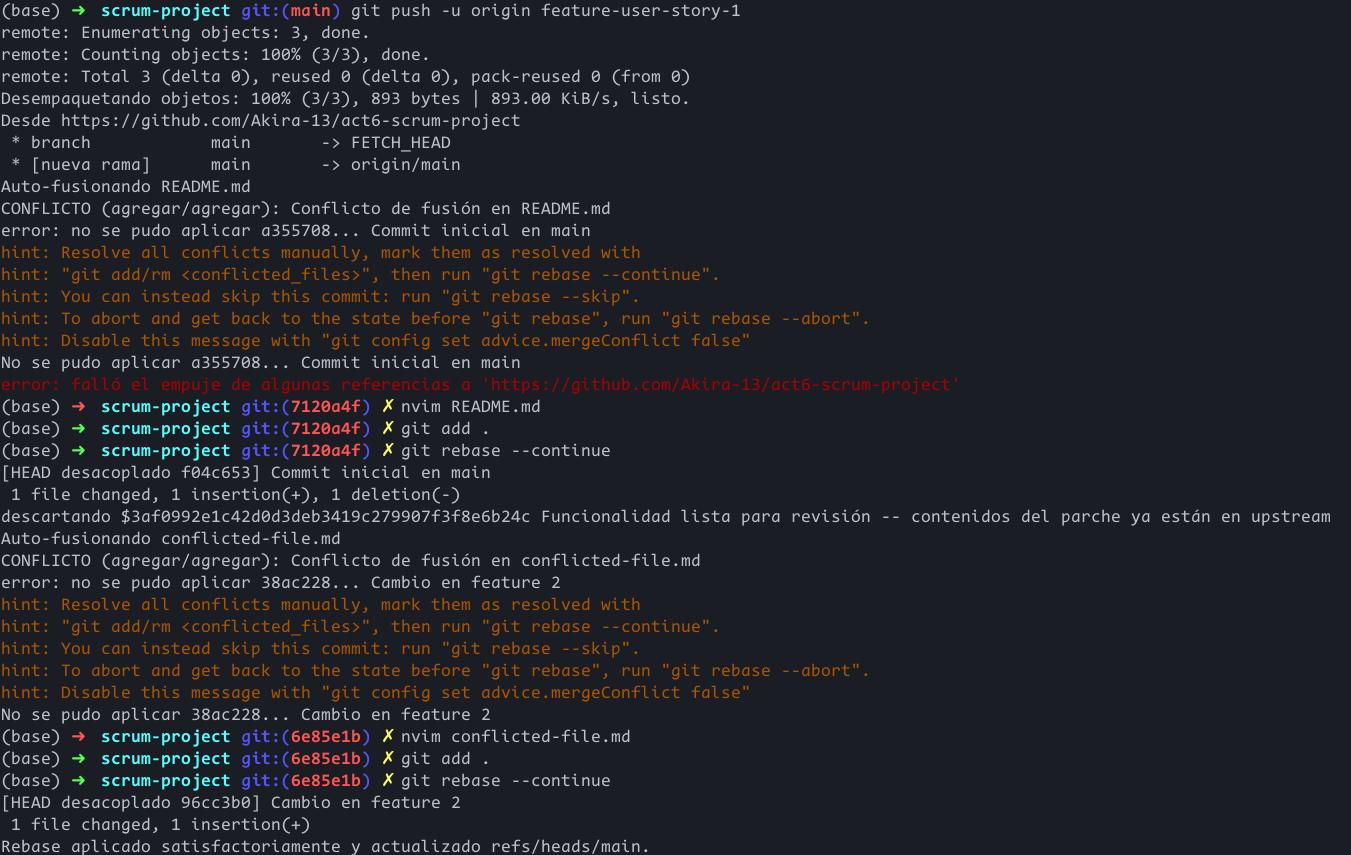 (base) ➜  scrum-project git:(main) git push -u origin feature-user-story-1
remote: Enumerating objects: 3, done.
remote: Counting objects: 100% (3/3), done.
remote: Total 3 (delta 0), reused 0 (delta 0), pack-reused 0 (from 0)
Desempaquetando objetos: 100% (3/3), 893 bytes | 893.00 KiB/s, listo.
Desde https://github.com/Akira-13/act6-scrum-project
 * branch            main       -> FETCH_HEAD
 * [nueva rama]      main       -> origin/main
Auto-fusionando README.md
CONFLICTO (agregar/agregar): Conflicto de fusión en README.md
error: no se pudo aplicar a355708... Commit inicial en main
hint: Resolve all conflicts manually, mark them as resolved with
hint: "git add/rm <conflicted_files>", then run "git rebase --continue".
hint: You can instead skip this commit: run "git rebase --skip".
hint: To abort and get back to the state before "git rebase", run "git rebase --abort".
hint: Disable this message with "git config set advice.mergeConflict false"
No se pudo aplicar a355708... Commit inicial en main
error: falló el empuje de algunas referencias a 'https://github.com/Akira-13/act6-scrum-project'
(base) ➜  scrum-project git:(7120a4f) ✗ nvim README.md
(base) ➜  scrum-project git:(7120a4f) ✗ git add .
(base) ➜  scrum-project git:(7120a4f) ✗ git rebase --continue
[HEAD desacoplado f04c653] Commit inicial en main
 1 file changed, 1 insertion(+), 1 deletion(-)
descartando $3af0992e1c42d0d3deb3419c279907f3f8e6b24c Funcionalidad lista para revisión -- contenidos del parche ya están en upstream
Auto-fusionando conflicted-file.md
CONFLICTO (agregar/agregar): Conflicto de fusión en conflicted-file.md
error: no se pudo aplicar 38ac228... Cambio en feature 2
hint: Resolve all conflicts manually, mark them as resolved with
hint: "git add/rm <conflicted_files>", then run "git rebase --continue".
hint: You can instead skip this commit: run "git rebase --skip".
hint: To abort and get back to the state before "git rebase", run "git rebase --abort".
hint: Disable this message with "git config set advice.mergeConflict false"
No se pudo aplicar 38ac228... Cambio en feature 2
(base) ➜  scrum-project git:(6e85e1b) ✗ nvim conflicted-file.md
(base) ➜  scrum-project git:(6e85e1b) ✗ git add .
(base) ➜  scrum-project git:(6e85e1b) ✗ git rebase --continue
[HEAD desacoplado 96cc3b0] Cambio en feature 2
 1 file changed, 1 insertion(+)
Rebase aplicado satisfactoriamente y actualizado refs/heads/main.